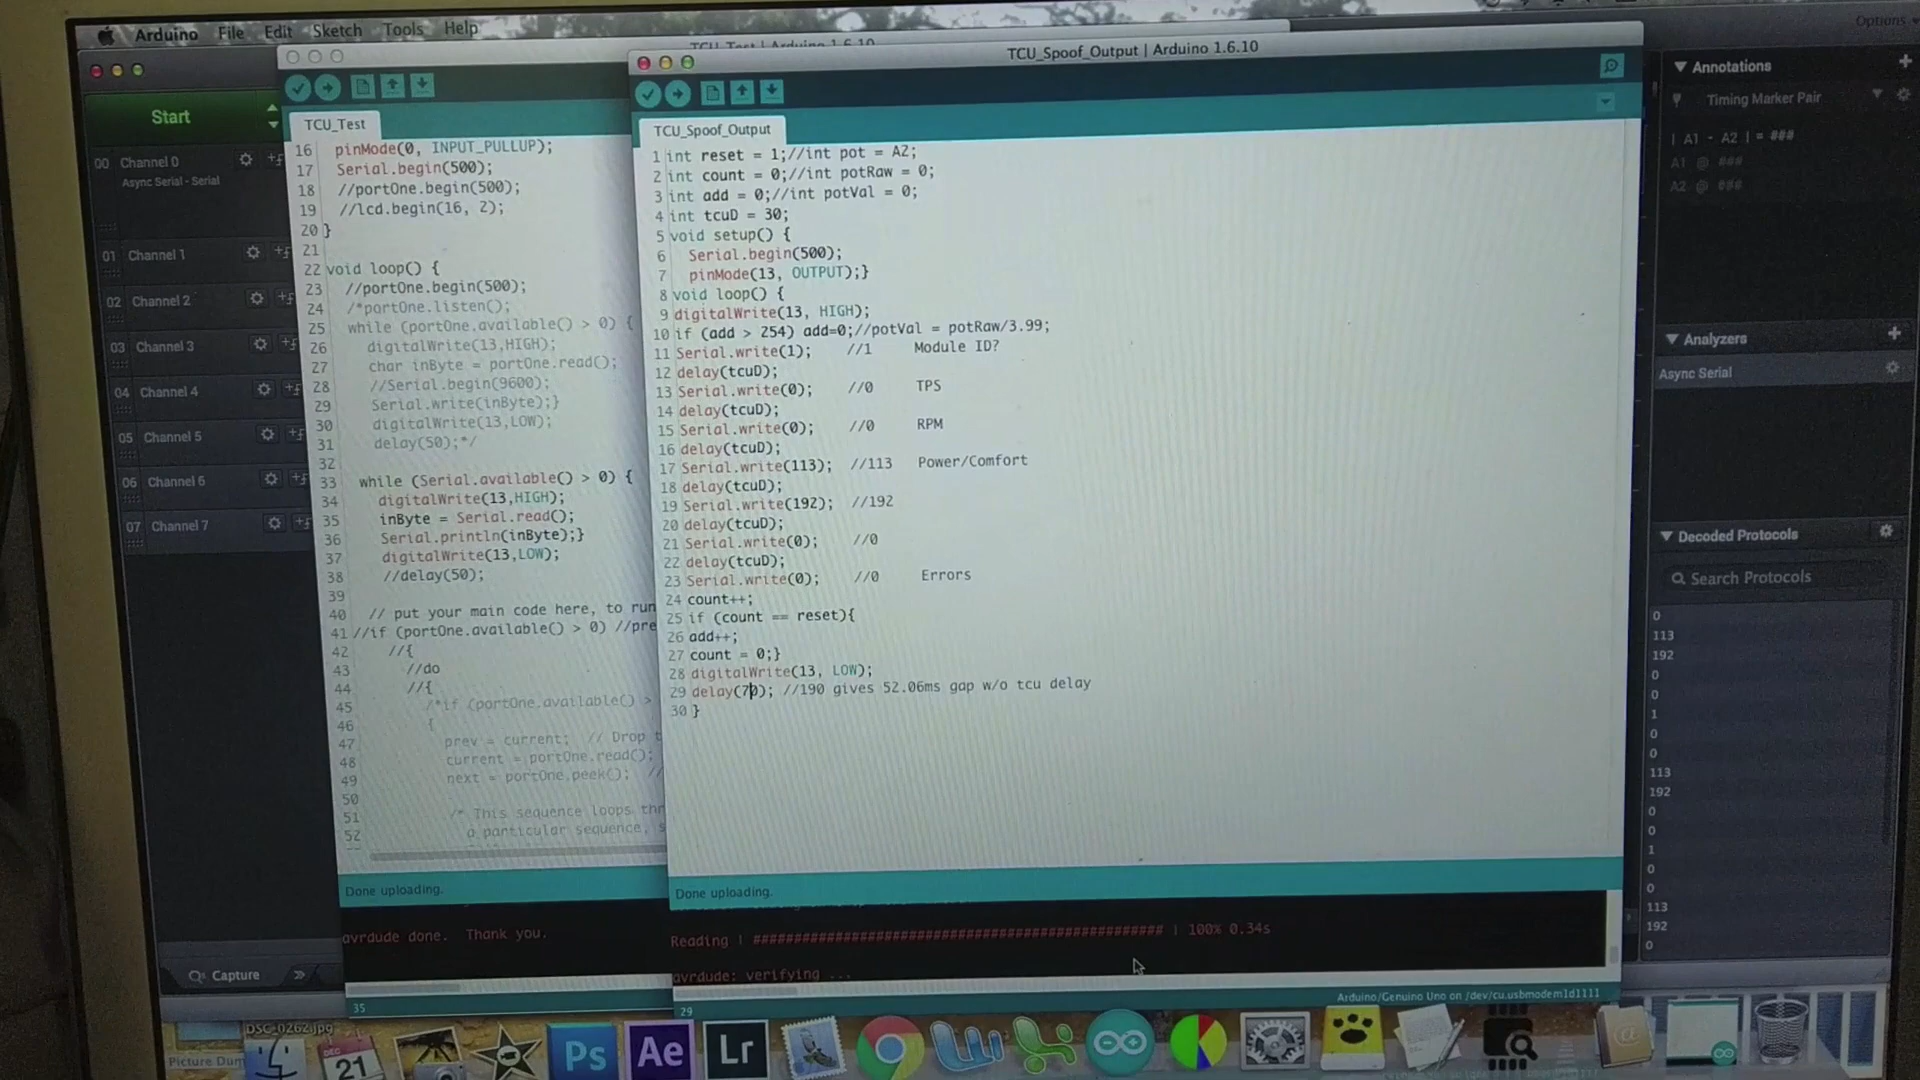 Arduino File Edit Sketch Tools Help
Options
TCU_Test | Arduino 1.6.10
TCU_Spoof_Output | Arduino 1.6.10
Start
00 Channel 0
Async Serial - Serial
01 Channel 1
02 Channel 2
03 Channel 3
04 Channel 4
05 Channel 5
06 Channel 6
07 Channel 7
Capture
TCU_Test
16 pinMode(0, INPUT_PULLUP);
17 Serial.begin(500);
18 //portOne.begin(500);
19 //lcd.begin(16, 2);
20 }
21
22 void loop() {
23 //portOne.begin(500);
24 /*portOne.listen();
25 while (portOne.available() > 0) {
26 digitalWrite(13,HIGH);
27 char inByte = portOne.read();
28 //Serial.begin(9600);
29 Serial.write(inByte);}
30 digitalWrite(13,LOW);
31 delay(50);*/
32
33 while (Serial.available() > 0) {
34 digitalWrite(13,HIGH);
35 inByte = Serial.read();
36 Serial.println(inByte);}
37 digitalWrite(13,LOW);
38 //delay(50);
39
40 // put your main code here, to run
41 //if (portOne.available() > 0) //pre
42 //{
43 //do
44 //{
45 /*if (portOne.available() >
46 {
47 prev = current; // Drop t
48 current = portOne.read();
49 next = portOne.peek(); //
50
51 /* This sequence loops thr
52 a particular sequence, s
Done uploading.
avrdude done. Thank you.
35
TCU_Spoof_Output
1 int reset = 1;//int pot = A2;
2 int count = 0;//int potRaw = 0;
3 int add = 0;//int potVal = 0;
4 int tcuD = 30;
5 void setup() {
6 Serial.begin(500);
7 pinMode(13, OUTPUT);}
8 void loop() {
9 digitalWrite(13, HIGH);
10 if (add > 254) add=0;//potVal = potRaw/3.99;
11 Serial.write(1); //1 Module ID?
12 delay(tcuD);
13 Serial.write(0); //0 TPS
14 delay(tcuD);
15 Serial.write(0); //0 RPM
16 delay(tcuD);
17 Serial.write(113); //113 Power/Comfort
18 delay(tcuD);
19 Serial.write(192); //192
20 delay(tcuD);
21 Serial.write(0); //0
22 delay(tcuD);
23 Serial.write(0); //0 Errors
24 count++;
25 if (count == reset){
26 add++;
27 count = 0;}
28 digitalWrite(13, LOW);
29 delay(70); //190 gives 52.06ms gap w/o tcu delay
30 }
Done uploading.
Reading | ################################################## | 100% 0.34s
avrdude: verifying ...
29
Arduino/Genuino Uno on /dev/cu.usbmodem1d1111
Annotations
Timing Marker Pair
| A1 - A2 | = ###
A1 @ ###
A2 @ ###
Analyzers
Async Serial
Decoded Protocols
Search Protocols
0
113
192
0
0
1
0
0
113
192
0
0
1
0
0
113
192
0
DSC_0262.jpg
Picture Dum
DEC
21
Ps
Ae
Lr